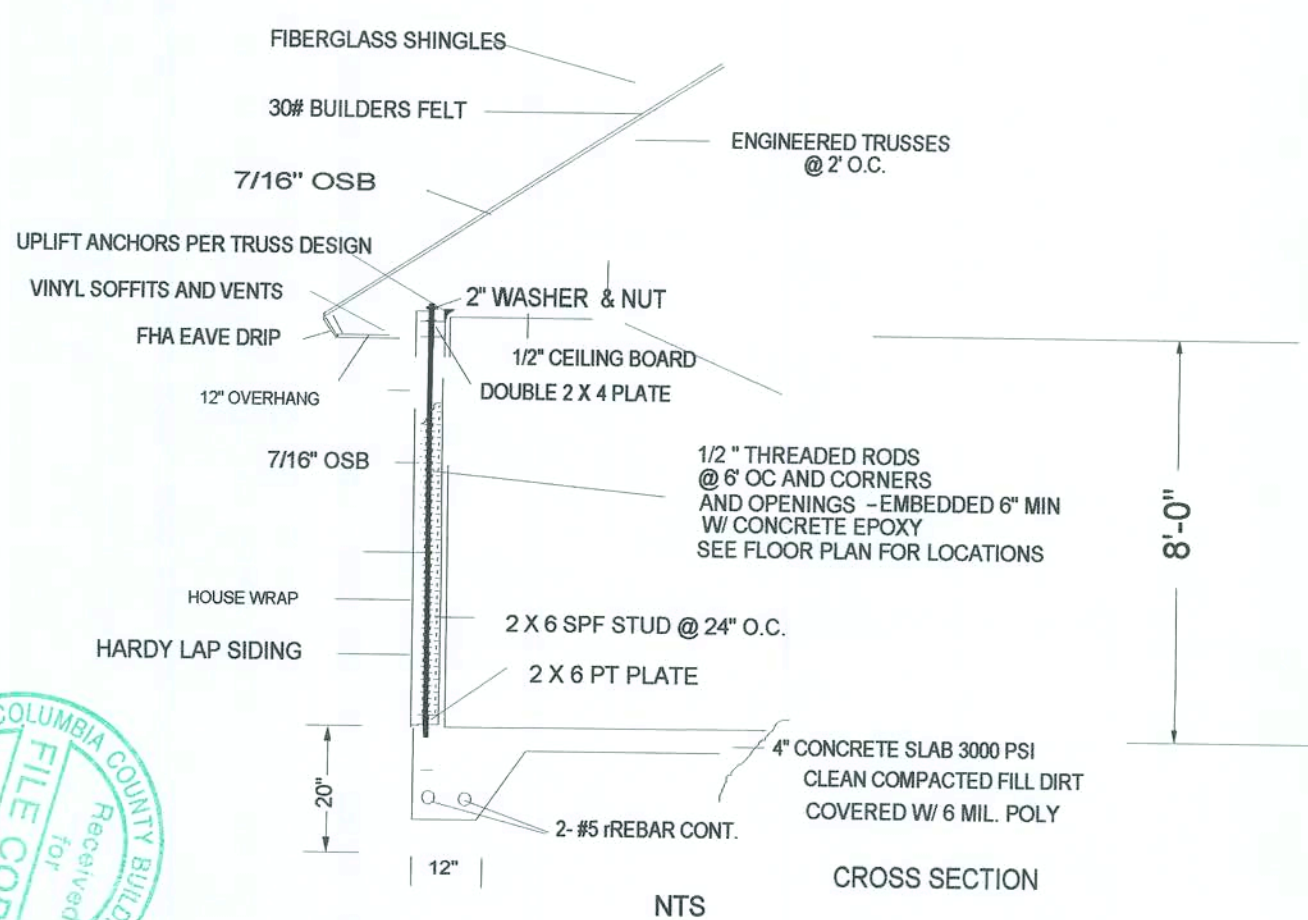 FIBERGLASS SHINGLES
30# BUILDERS FELT
ENGINEERED TRUSSES
@ 2' O.C.
7/16" OSB
UPLIFT ANCHORS PER TRUSS DESIGN
VINYL SOFFITS AND VENTS
2" WASHER & NUT
FHA EAVE DRIP
1/2" CEILING BOARD
12" OVERHANG
DOUBLE 2 X 4 PLATE
7/16" OSB
1/2 " THREADED RODS
@ 6' OC AND CORNERS
AND OPENINGS - EMBEDDED 6" MIN
W/ CONCRETE EPOXY
SEE FLOOR PLAN FOR LOCATIONS
8'-0"
HOUSE WRAP
2 X 6 SPF STUD @ 24" O.C.
HARDY LAP SIDING
2 X 6 PT PLATE
4" CONCRETE SLAB 3000 PSI
CLEAN COMPACTED FILL DIRT
COVERED W/ 6 MIL. POLY
20"
2- #5 rREBAR CONT.
12"
CROSS SECTION
NTS
COLUMBIA COUNTY
FILE
Received
for